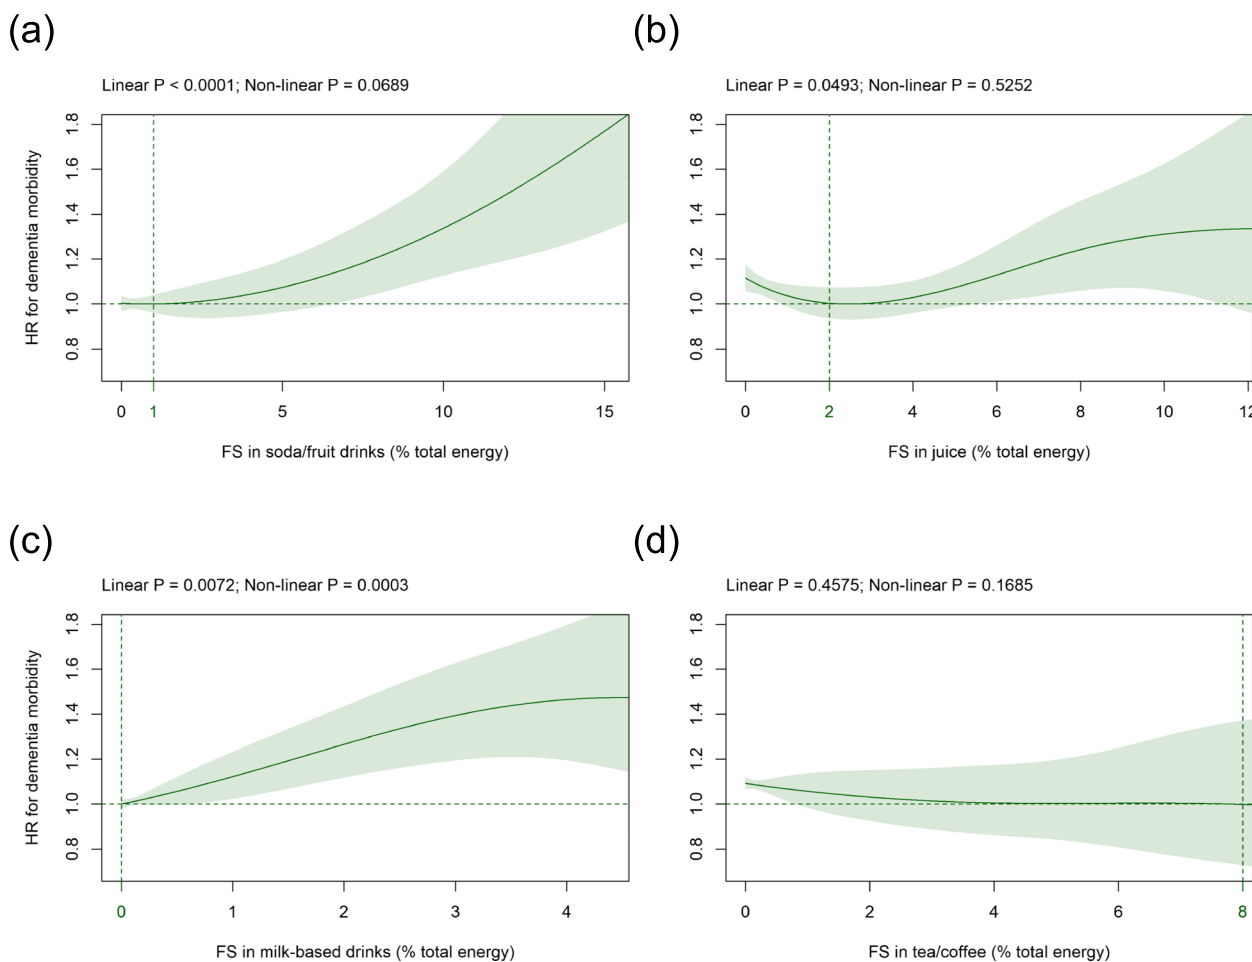 (a)
Linear P < 0.0001; Non-linear P = 0.0689
HR for dementia morbidity
1.8
1.6
1.4
1.2
1.0
0.8
0 1 5 10 15
FS in soda/fruit drinks (% total energy)
(b)
Linear P = 0.0493; Non-linear P = 0.5252
1.8
1.6
1.4
1.2
1.0
0.8
0 2 4 6 8 10 12
FS in juice (% total energy)
(c)
Linear P = 0.0072; Non-linear P = 0.0003
HR for dementia morbidity
1.8
1.6
1.4
1.2
1.0
0.8
0 1 2 3 4
FS in milk-based drinks (% total energy)
(d)
Linear P = 0.4575; Non-linear P = 0.1685
1.8
1.6
1.4
1.2
1.0
0.8
0 2 4 6 8
FS in tea/coffee (% total energy)